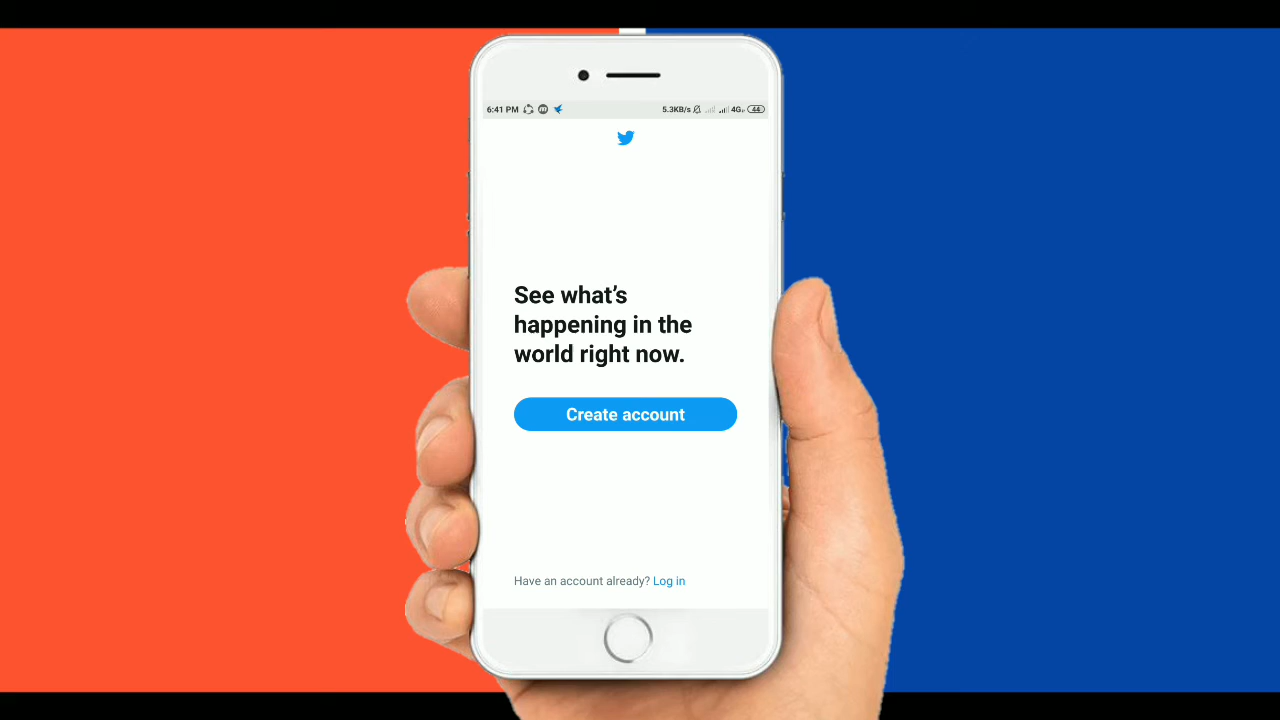 6:41 PM 5.3KB/s 4G 44
See what's
happening in the
world right now.
Create account
Have an account already? Log in